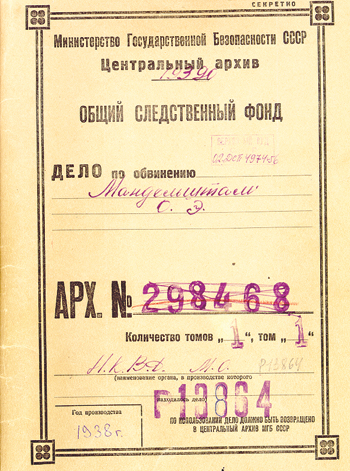 СЕКРЕТНО
Министерство Государственной Безопасности СССР
Центральный архив
ОБЩИЙ СЛЕДСТВЕННЫЙ ФОНД
ДЕЛО по обвинению
Мандельштам
О. Э.
АРХ. № 298468
Количество томов „1“, том „1“
Н.К.В.Д. М.О. Р13864
(наименование органа, в производстве которого
находилось дело)
Р13864
Год производства
1938 г.
ПО ИСПОЛЬЗОВАНИИ ДЕЛО ДОЛЖНО БЫТЬ ВОЗВРАЩЕНО
В ЦЕНТРАЛЬНЫЙ АРХИВ МГБ СССР